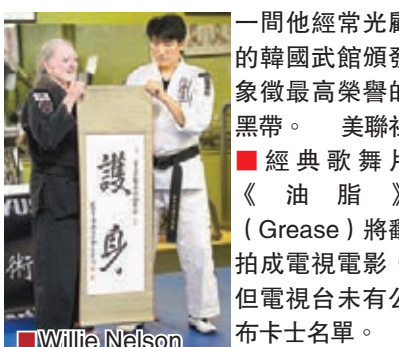 一間他經常光顧
的韓國武館頒發
象徵最高榮譽的
黑帶。 美聯社
■經典歌舞片
《油脂》
（Grease）將翻
拍成電視電影，
但電視台未有公
布卡士名單。
護身
術
■Willie Nelson